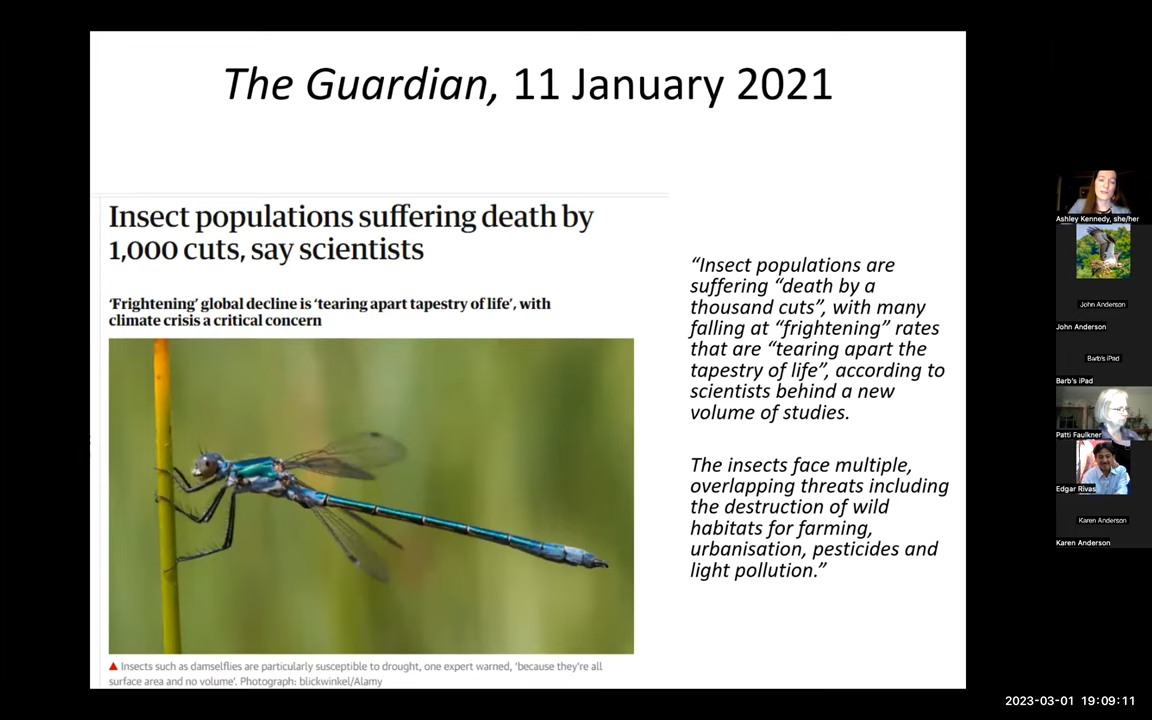 The Guardian, 11 January 2021
Insect populations suffering death by
1,000 cuts, say scientists
‘Frightening’ global decline is ‘tearing apart tapestry of life’, with
climate crisis a critical concern
▲ Insects such as damselflies are particularly susceptible to drought, one expert warned, ‘because they’re all
surface area and no volume’. Photograph: blickwinkel/Alamy
“Insect populations are
suffering “death by a
thousand cuts”, with many
falling at “frightening” rates
that are “tearing apart the
tapestry of life”, according to
scientists behind a new
volume of studies.
The insects face multiple,
overlapping threats including
the destruction of wild
habitats for farming,
urbanisation, pesticides and
light pollution.”
Ashley Kennedy, she/her
John Anderson
John Anderson
Barb's iPad
Barb's iPad
Patti Faulkner
Edgar Rivas
Karen Anderson
Karen Anderson
2023-03-01 19:09:11